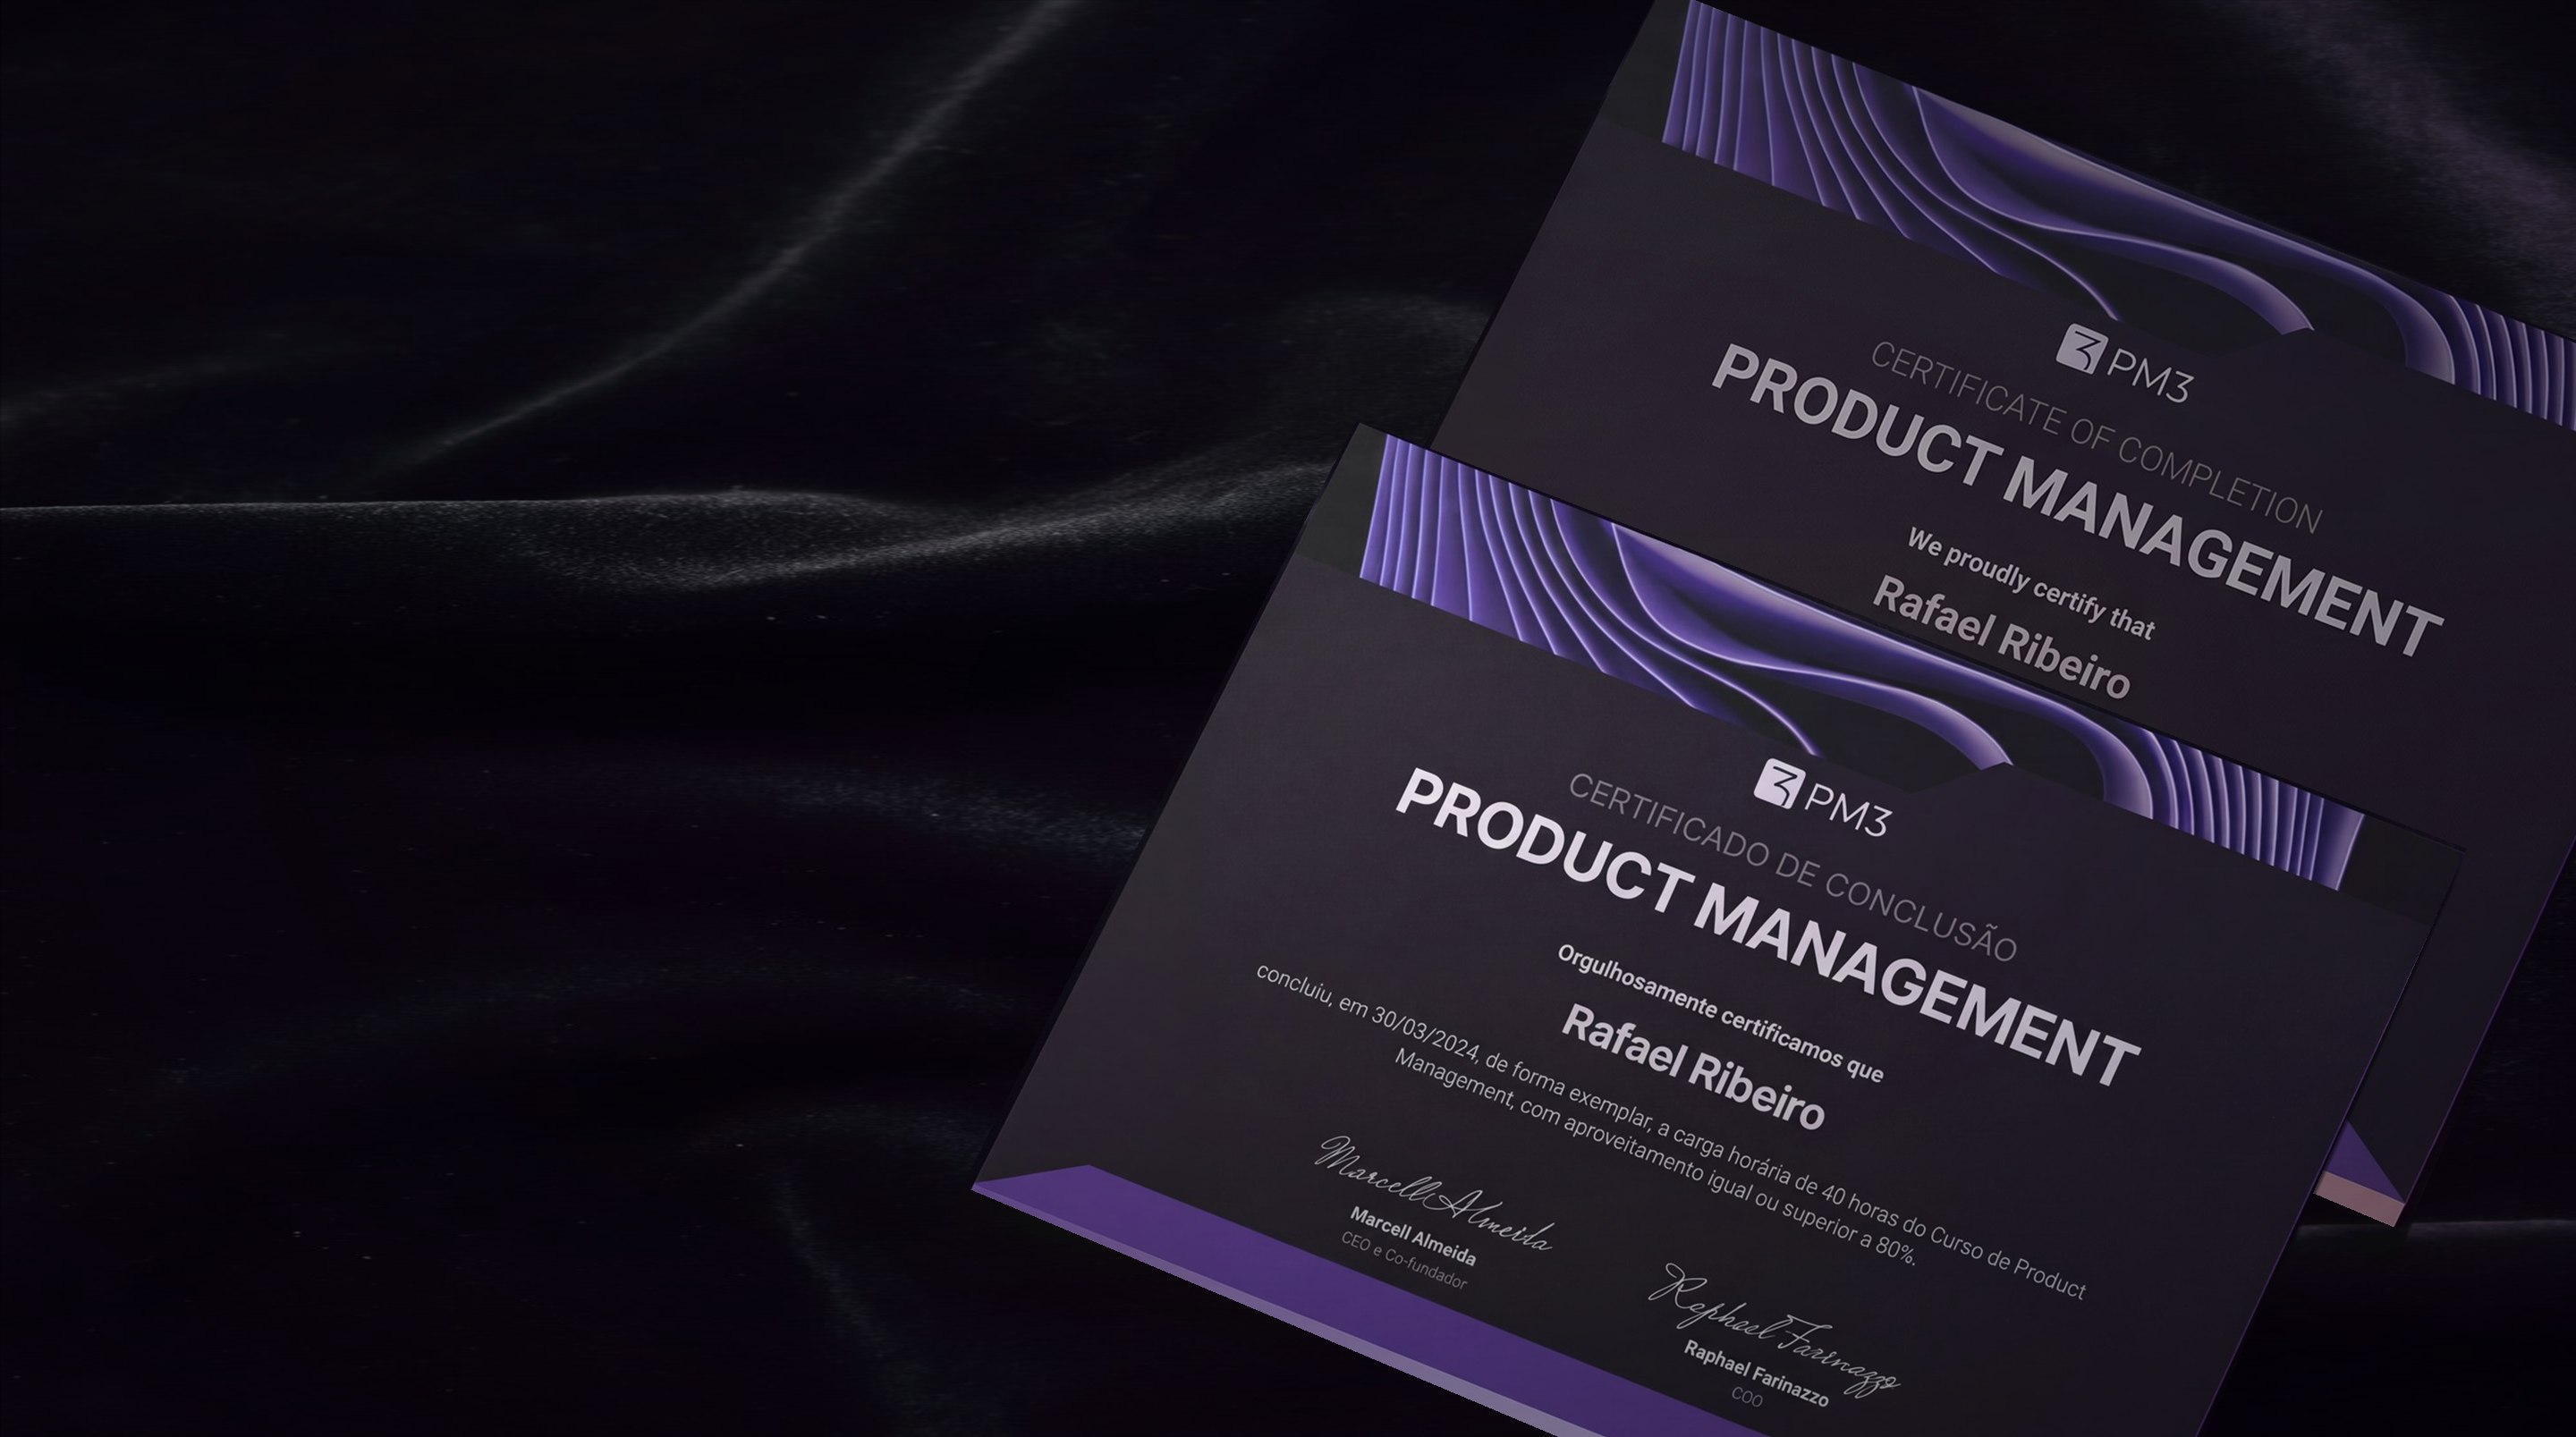 PM3
CERTIFICATE OF COMPLETION
PRODUCT MANAGEMENT
We proudly certify that
Rafael Ribeiro
PM3
CERTIFICADO DE CONCLUSÃO
PRODUCT MANAGEMENT
Orgulhosamente certificamos que
Rafael Ribeiro
concluiu, em 30/03/2024, de forma exemplar, a carga horária de 40 horas do Curso de Product
Management, com aproveitamento igual ou superior a 80%.
Marcell Almeida
Marcell Almeida
CEO e Co-fundador
Raphael Farinazzo
Raphael Farinazzo
COO